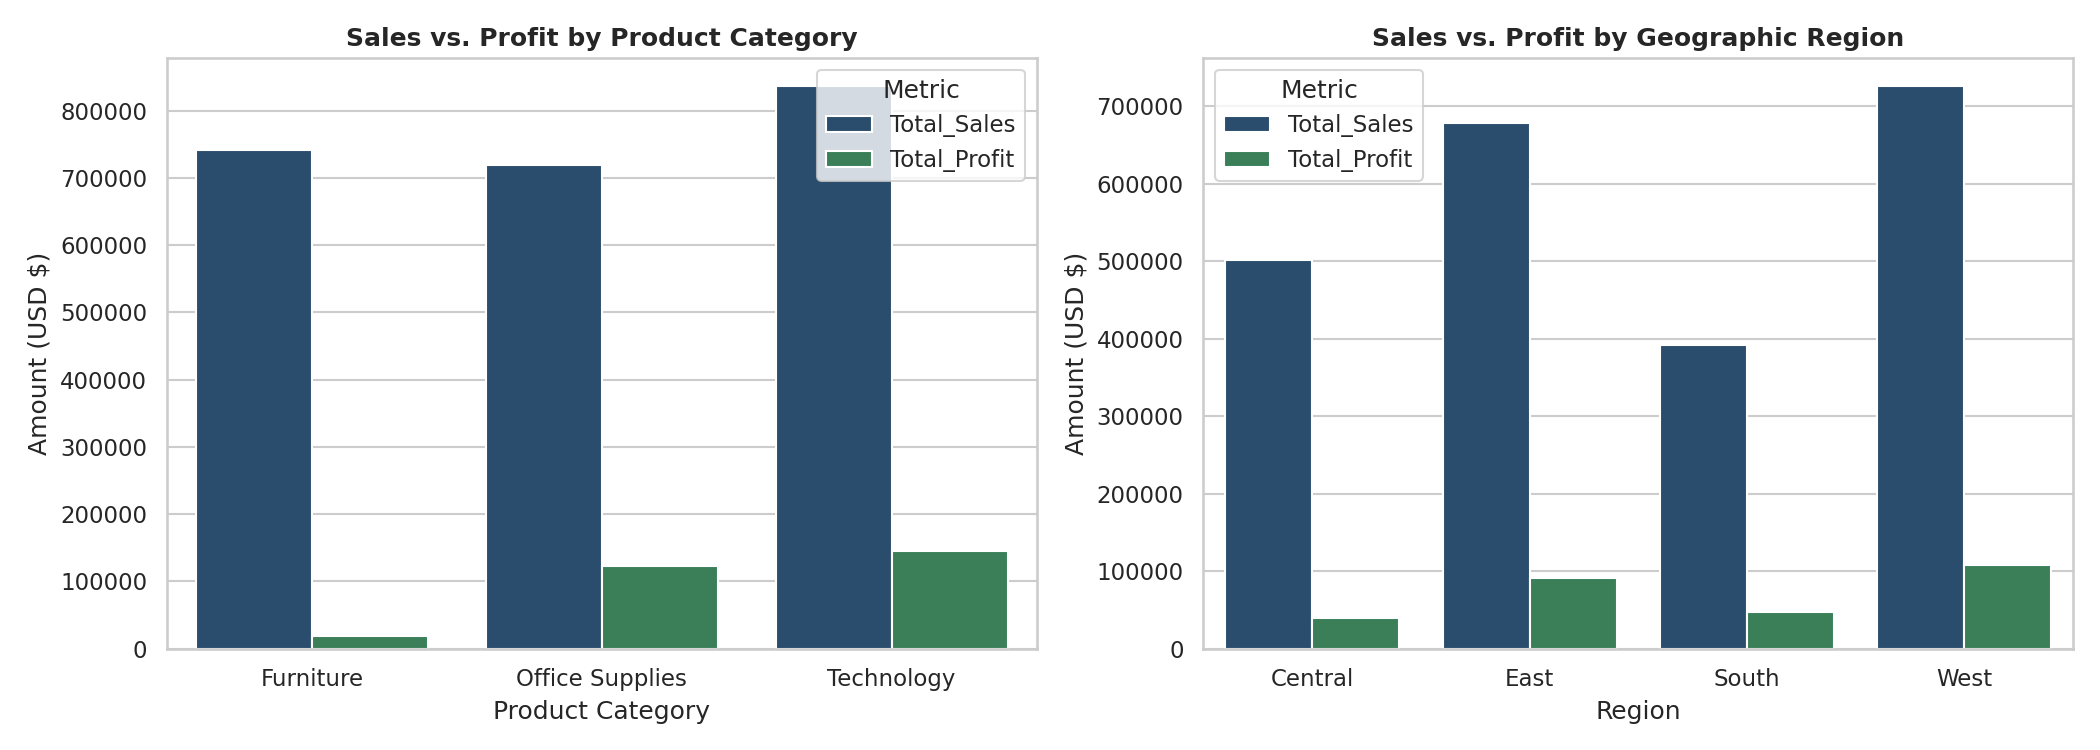 Sales vs. Profit by Product Category
Metric
Total_Sales
Total_Profit
Amount (USD $)
800000
700000
600000
500000
400000
300000
200000
100000
0
Furniture
Office Supplies
Technology
Product Category
Sales vs. Profit by Geographic Region
Metric
Total_Sales
Total_Profit
Amount (USD $)
700000
600000
500000
400000
300000
200000
100000
0
Central
East
South
West
Region